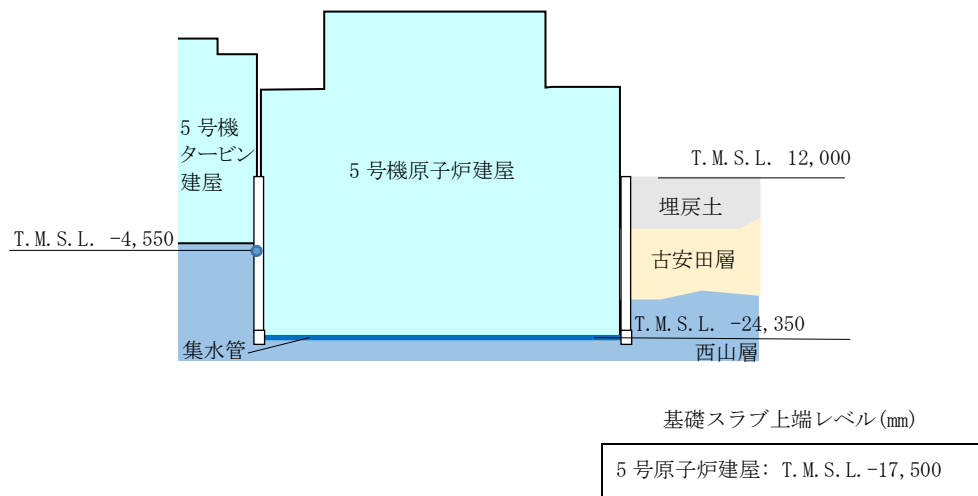 5 号機
タービン
建屋
5 号機原子炉建屋
T.M.S.L. 12,000
埋戻土
T.M.S.L. -4,550
古安田層
T.M.S.L. -24,350
集水管
西山層
基礎スラブ上端レベル(mm)
5 号原子炉建屋: T.M.S.L.-17,500